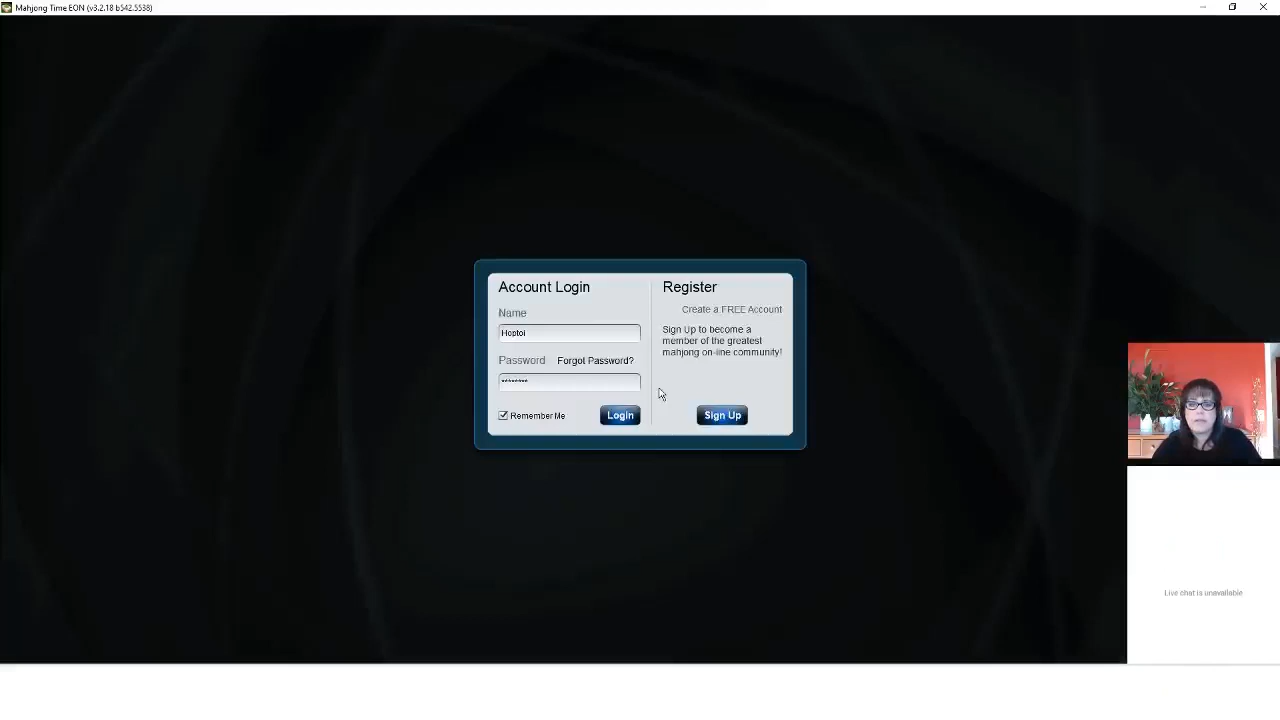 Mahjong Time EON (v3.2.18 b542.5538)
Account Login
Name
Hoptoi
Password Forgot Password?
********
Remember Me
Login
Register
Create a FREE Account
Sign Up to become a
member of the greatest
mahjong on-line community!
Sign Up
Live chat is unavailable